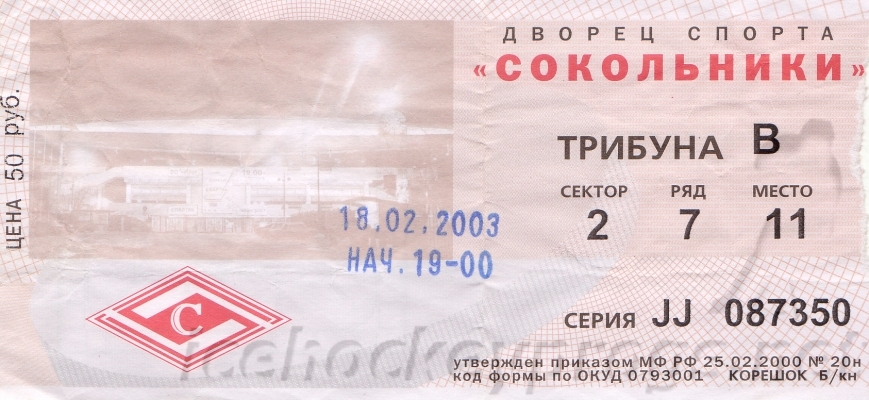 ДВОРЕЦ СПОРТА
«СОКОЛЬНИКИ»
ЦЕНА 50 руб.
ТРИБУНА В
СЕКТОР РЯД МЕСТО
2 7 11
18.02.2003
НАЧ. 19-00
С
СЕРИЯ JJ 087350
утвержден приказом МФ РФ 25.02.2000 № 20н
код формы по ОКУД 0793001 КОРЕШОК Б/кн